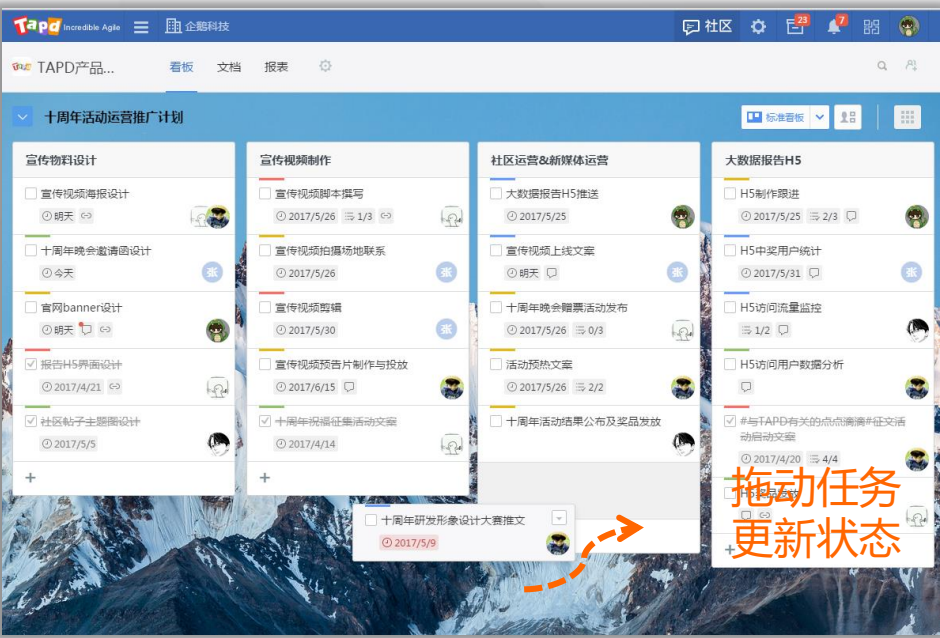 Tapd Incredible Agile 企鹅科技 社区 23 7
TAPD产品... 看板 文档 报表
十周年活动运营推广计划 标准看板
宣传物料设计
宣传视频海报设计
明天
十周年晚会邀请函设计
今天 张
官网banner设计
明天
报告H5界面设计
2017/4/21
社区帖子主题图设计
2017/5/5
+
宣传视频制作
宣传视频脚本撰写
2017/5/26 1/3
宣传视频拍摄场地联系
2017/5/26 张
宣传视频剪辑
2017/5/30 张
宣传视频预告片制作与投放
2017/6/15
十周年祝福征集活动文案
2017/4/14
+
社区运营&新媒体运营
大数据报告H5推送
2017/5/25
宣传视频上线文案
明天 张
十周年晚会赠票活动发布
2017/5/26 0/3
活动预热文案
2017/5/26 2/2
十周年活动结果公布及奖品发放
大数据报告H5
H5制作跟进
2017/5/25 2/3
H5中奖用户统计
2017/5/31 张
H5访问流量监控
1/2
H5访问用户数据分析
#与TAPD有关的点点滴滴#征文活
动启动文案
2017/4/20 4/4
+
十周年研发形象设计大赛推文
2017/5/9
拖动任务
更新状态